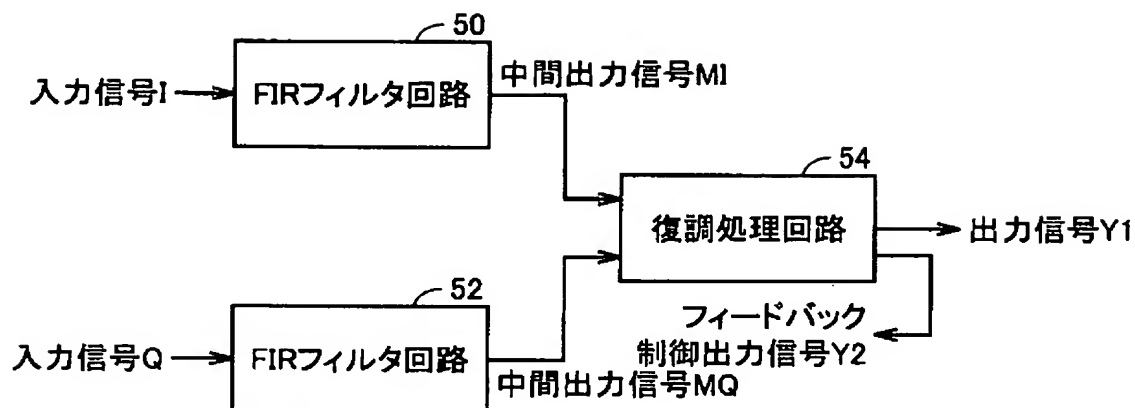 50
入力信号I
FIRフィルタ回路
中間出力信号MI
54
復調処理回路
出力信号Y1
フィードバック
制御出力信号Y2
52
入力信号Q
FIRフィルタ回路
中間出力信号MQ